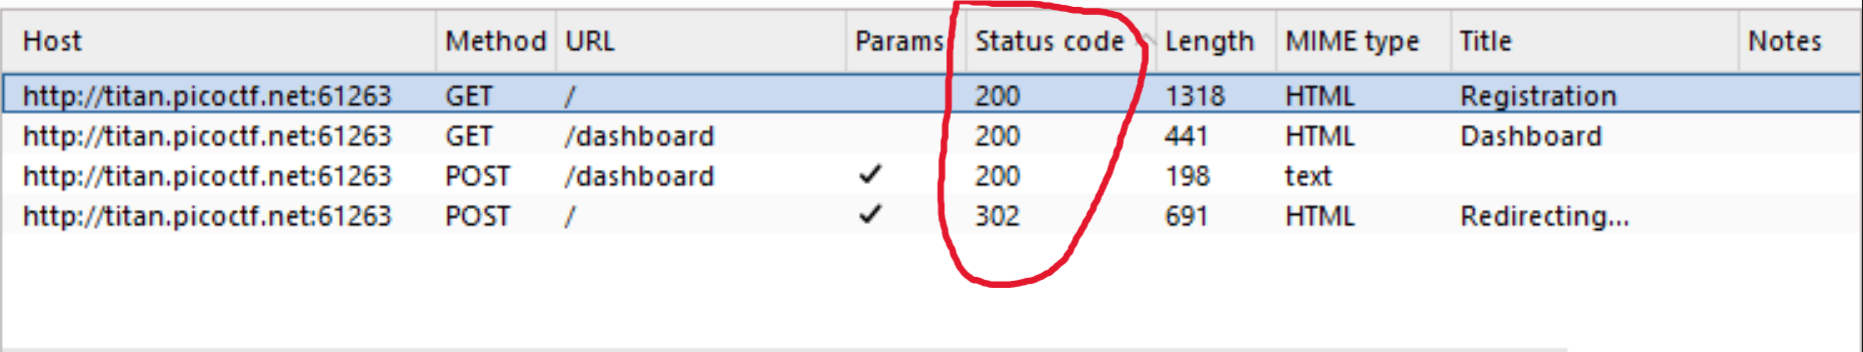 Host Method URL Params Status code Length MIME type Title Notes
http://titan.picoctf.net:61263 GET / 200 1318 HTML Registration
http://titan.picoctf.net:61263 GET /dashboard 200 441 HTML Dashboard
http://titan.picoctf.net:61263 POST /dashboard ✓ 200 198 text
http://titan.picoctf.net:61263 POST / ✓ 302 691 HTML Redirecting...